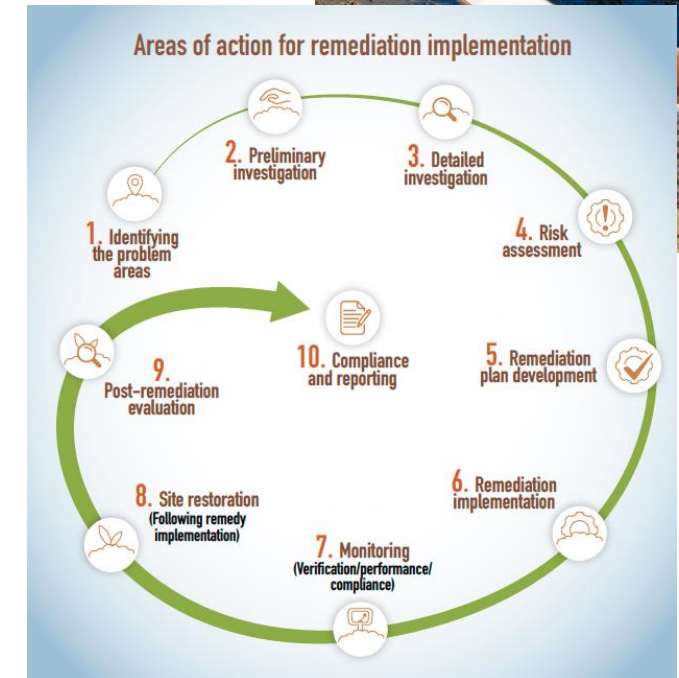 Areas of action for remediation implementation
1. Identifying
the problem
areas
2. Preliminary
investigation
3. Detailed
investigation
4. Risk
assessment
5. Remediation
plan development
6. Remediation
implementation
7. Monitoring
(Verification/performance/
compliance)
8. Site restoration
(Following remedy
implementation)
9.
Post-remediation
evaluation
10. Compliance
and reporting